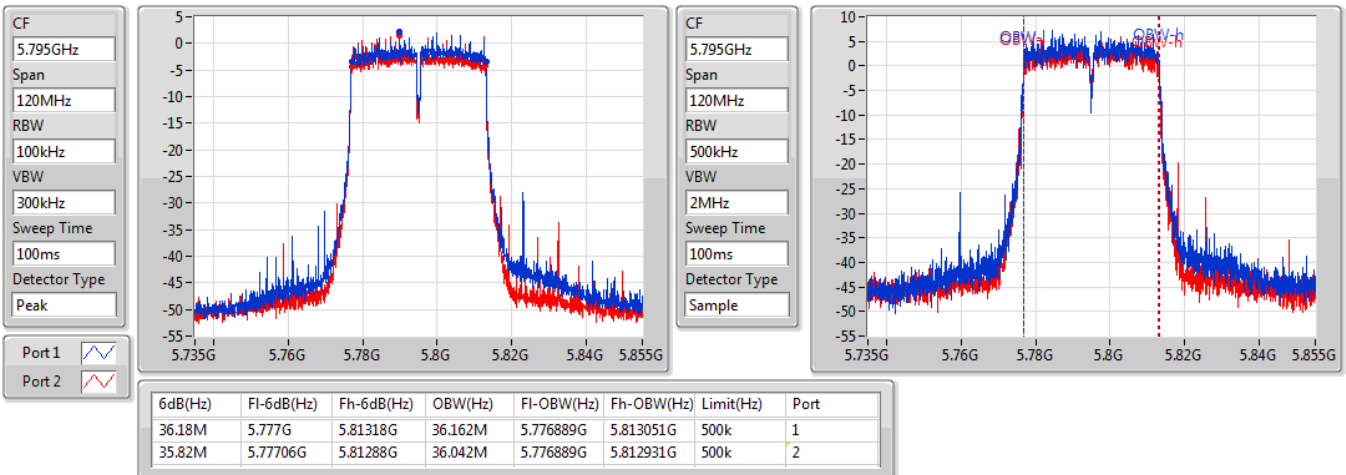 CF
5.795GHz
Span
120MHz
RBW
100kHz
VBW
300kHz
Sweep Time
100ms
Detector Type
Peak
Port 1
Port 2
5
0
-5
-10
-15
-20
-25
-30
-35
-40
-45
-50
-55
5.735G 5.76G 5.78G 5.8G 5.82G 5.84G 5.855G
CF
5.795GHz
Span
120MHz
RBW
500kHz
VBW
2MHz
Sweep Time
100ms
Detector Type
Sample
10
5
0
-5
-10
-15
-20
-25
-30
-35
-40
-45
-50
-55
OBW-l OBW-h
OBW-l OBW-h
5.735G 5.76G 5.78G 5.8G 5.82G 5.84G 5.855G
6dB(Hz) Fl-6dB(Hz) Fh-6dB(Hz) OBW(Hz) Fl-OBW(Hz) Fh-OBW(Hz) Limit(Hz) Port
36.18M 5.777G 5.81318G 36.162M 5.776889G 5.813051G 500k 1
35.82M 5.77706G 5.81288G 36.042M 5.776889G 5.812931G 500k 2